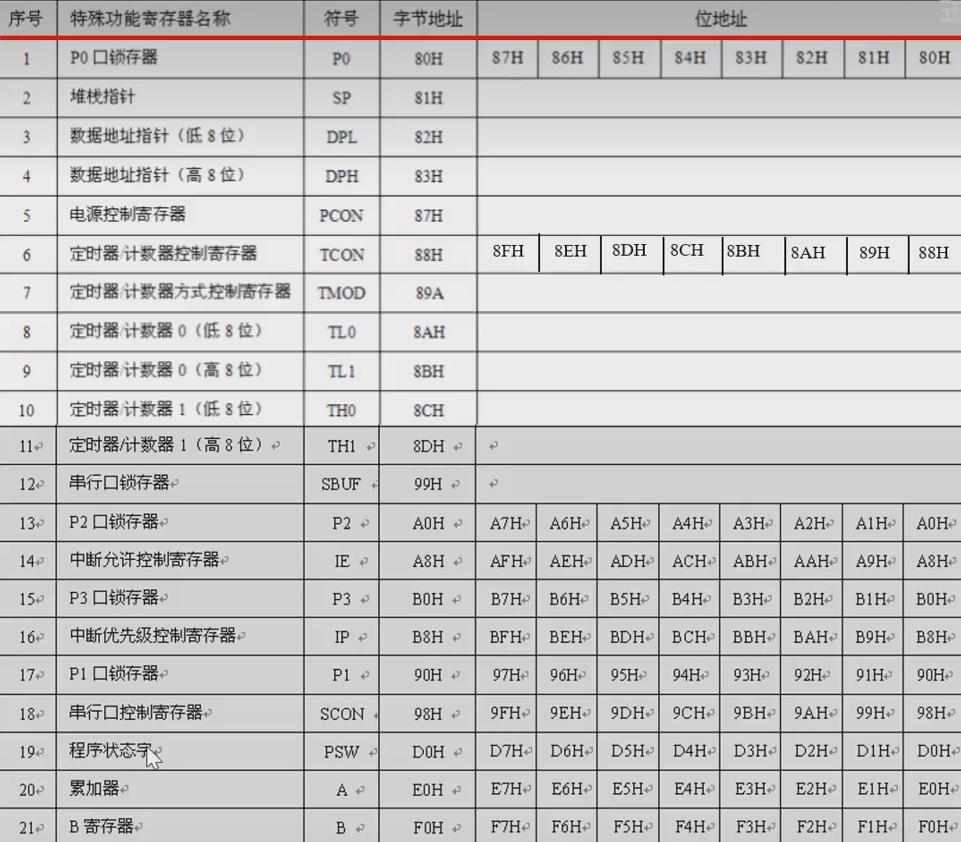 序号 特殊功能寄存器名称 符号 字节地址 位地址
1 P0 口锁存器 P0 80H 87H 86H 85H 84H 83H 82H 81H 80H
2 堆栈指针 SP 81H
3 数据地址指针（低 8 位） DPL 82H
4 数据地址指针（高 8 位） DPH 83H
5 电源控制寄存器 PCON 87H
6 定时器/计数器控制寄存器 TCON 88H 8FH 8EH 8DH 8CH 8BH 8AH 89H 88H
7 定时器/计数器方式控制寄存器 TMOD 89A
8 定时器/计数器 0（低 8 位） TL0 8AH
9 定时器/计数器 0（高 8 位） TL1 8BH
10 定时器/计数器 1（低 8 位） TH0 8CH
11 定时器/计数器 1（高 8 位） TH1 8DH
12 串行口锁存器 SBUF 99H
13 P2 口锁存器 P2 A0H A7H A6H A5H A4H A3H A2H A1H A0H
14 中断允许控制寄存器 IE A8H AFH AEH ADH ACH ABH AAH A9H A8H
15 P3 口锁存器 P3 B0H B7H B6H B5H B4H B3H B2H B1H B0H
16 中断优先级控制寄存器 IP B8H BFH BEH BDH BCH BBH BAH B9H B8H
17 P1 口锁存器 P1 90H 97H 96H 95H 94H 93H 92H 91H 90H
18 串行口控制寄存器 SCON 98H 9FH 9EH 9DH 9CH 9BH 9AH 99H 98H
19 程序状态字 PSW D0H D7H D6H D5H D4H D3H D2H D1H D0H
20 累加器 A E0H E7H E6H E5H E4H E3H E2H E1H E0H
21 B 寄存器 B F0H F7H F6H F5H F4H F3H F2H F1H F0H